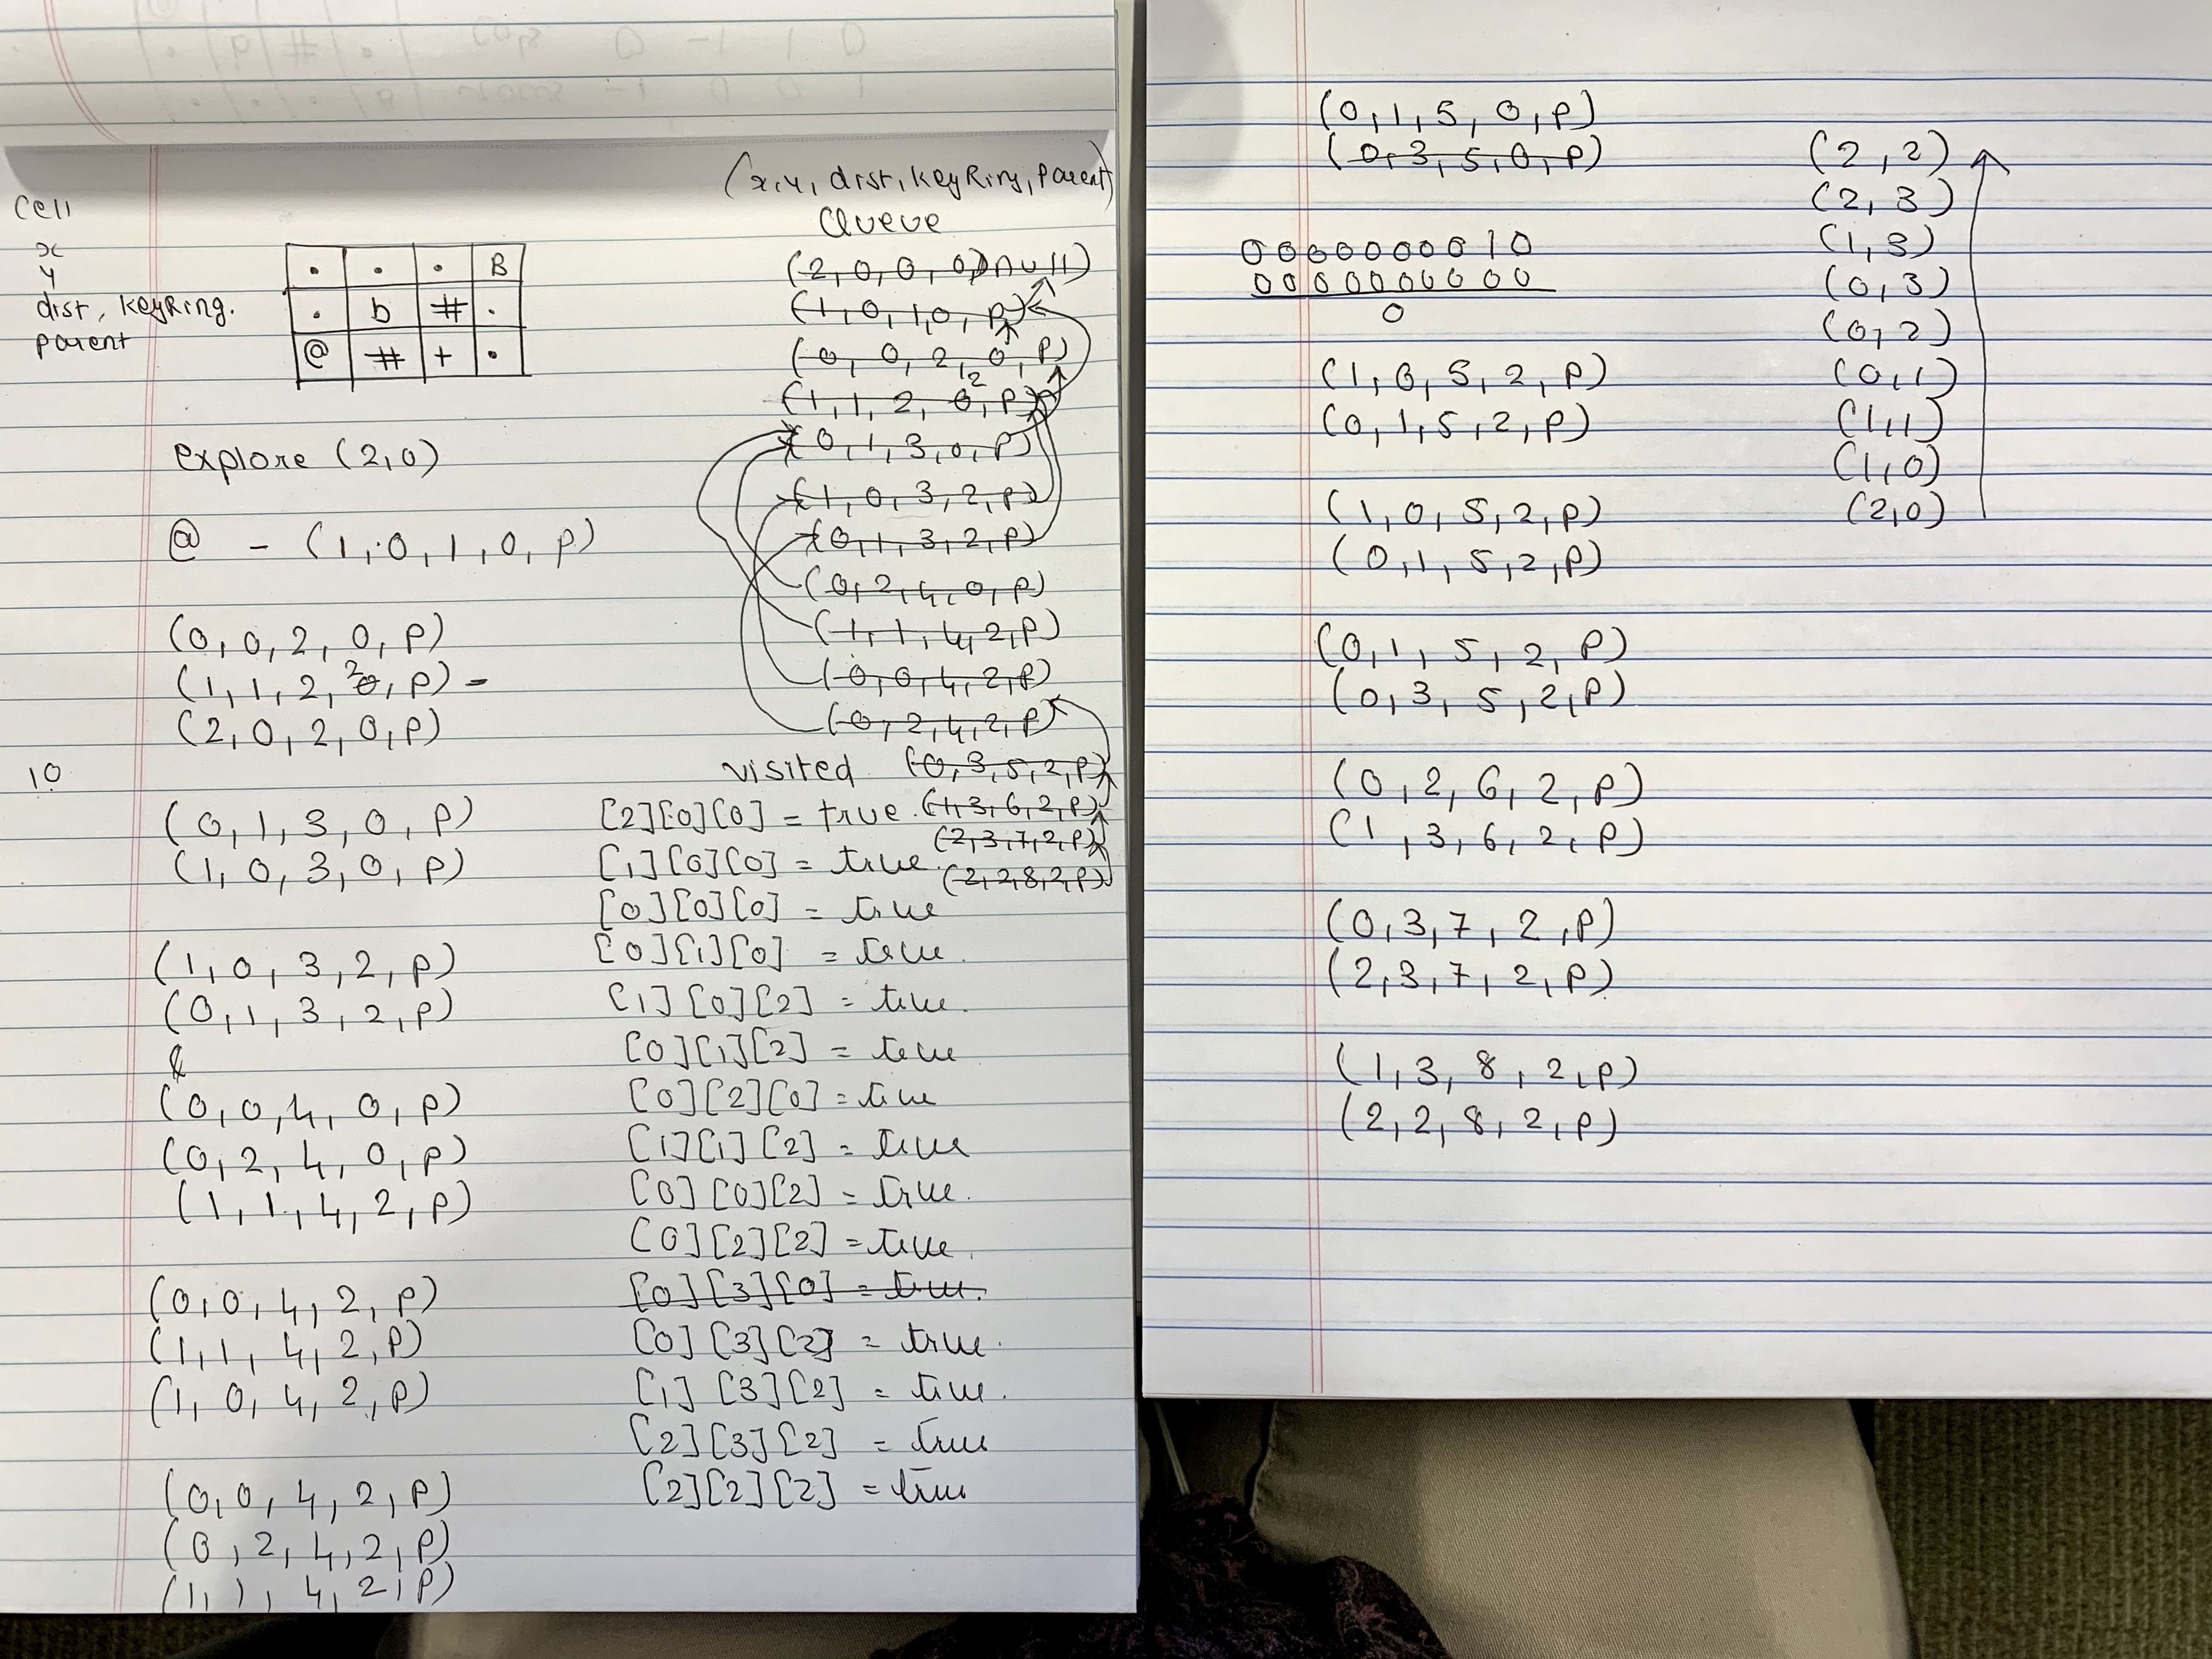 (x,y, dist, keyRing, parent)
Queue
Cell
x
y
dist, keyRing.
parent
. . . B
. b # .
@ # + .
explore (2,0)
@ - (1,0,1,0,P)
(0,0,2,0,P)
(1,1,2,0 2,P) -
(2,0,2,0,P)
10
(0,1,3,0,P)
(1,0,3,0,P)
(1,0,3,2,P)
(0,1,3,2,P)
(0,0,4,0,P)
(0,2,4,0,P)
(1,1,4,2,P)
(0,0,4,2,P)
(1,1,4,2,P)
(1,0,4,2,P)
(0,0,4,2,P)
(0,2,4,2,P)
(1,1,4,2,P)
(2,0,0,0,null)
(1,0,1,0,P)
(0,0,2,0,P)
(1,1,2,0 2,P)
(0,1,3,0,P)
(1,0,3,2,P)
(0,1,3,2,P)
(0,2,4,0,P)
(1,1,4,2,P)
(0,0,4,2,P)
(0,2,4,2,P)
visited (0,3,5,2,P)
[2][0][0] = true. (1,3,6,2,P)
(2,3,7,2,P)
[1][0][0] = true.
(2,2,8,2,P)
[0][0][0] = true
[0][1][0] = true.
[1][0][2] = true.
[0][1][2] = true
[0][2][0] = true
[1][1][2] = true
[0][0][2] = true.
[0][2][2] = true.
[0][3][0] = true.
[0][3][2] = true.
[1][3][2] = true.
[2][3][2] = true
[2][2][2] = true
(0,1,5,0,P)
(0,3,5,0,P)
0000000010
0000000000
0
(1,0,5,2,P)
(0,1,5,2,P)
(1,0,5,2,P)
(0,1,5,2,P)
(0,1,5,2,P)
(0,3,5,2,P)
(0,2,6,2,P)
(1,3,6,2,P)
(0,3,7,2,P)
(2,3,7,2,P)
(1,3,8,2,P)
(2,2,8,2,P)
(2,2)
(2,3)
(1,3)
(0,3)
(0,2)
(0,1)
(1,1)
(1,0)
(2,0)